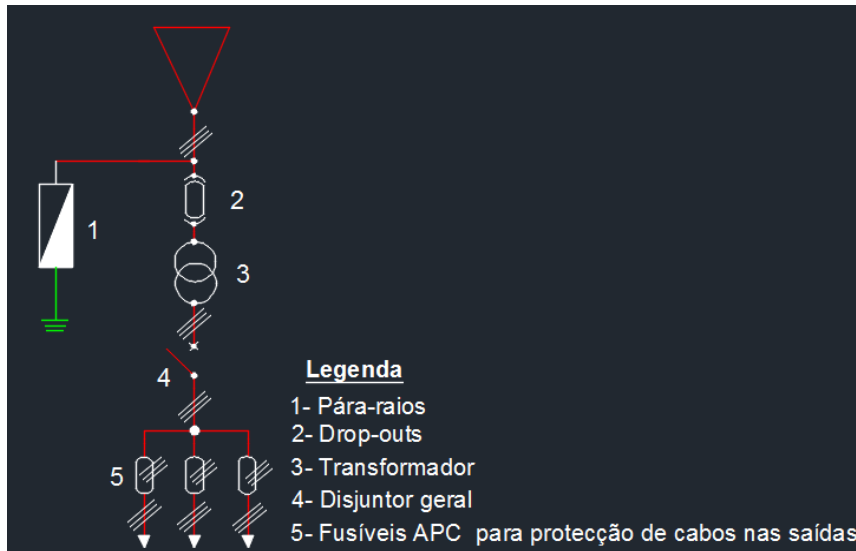 1
2
3
4
5
Legenda
1- Pára-raios
2- Drop-outs
3- Transformador
4- Disjuntor geral
5- Fusíveis APC para protecção de cabos nas saídas